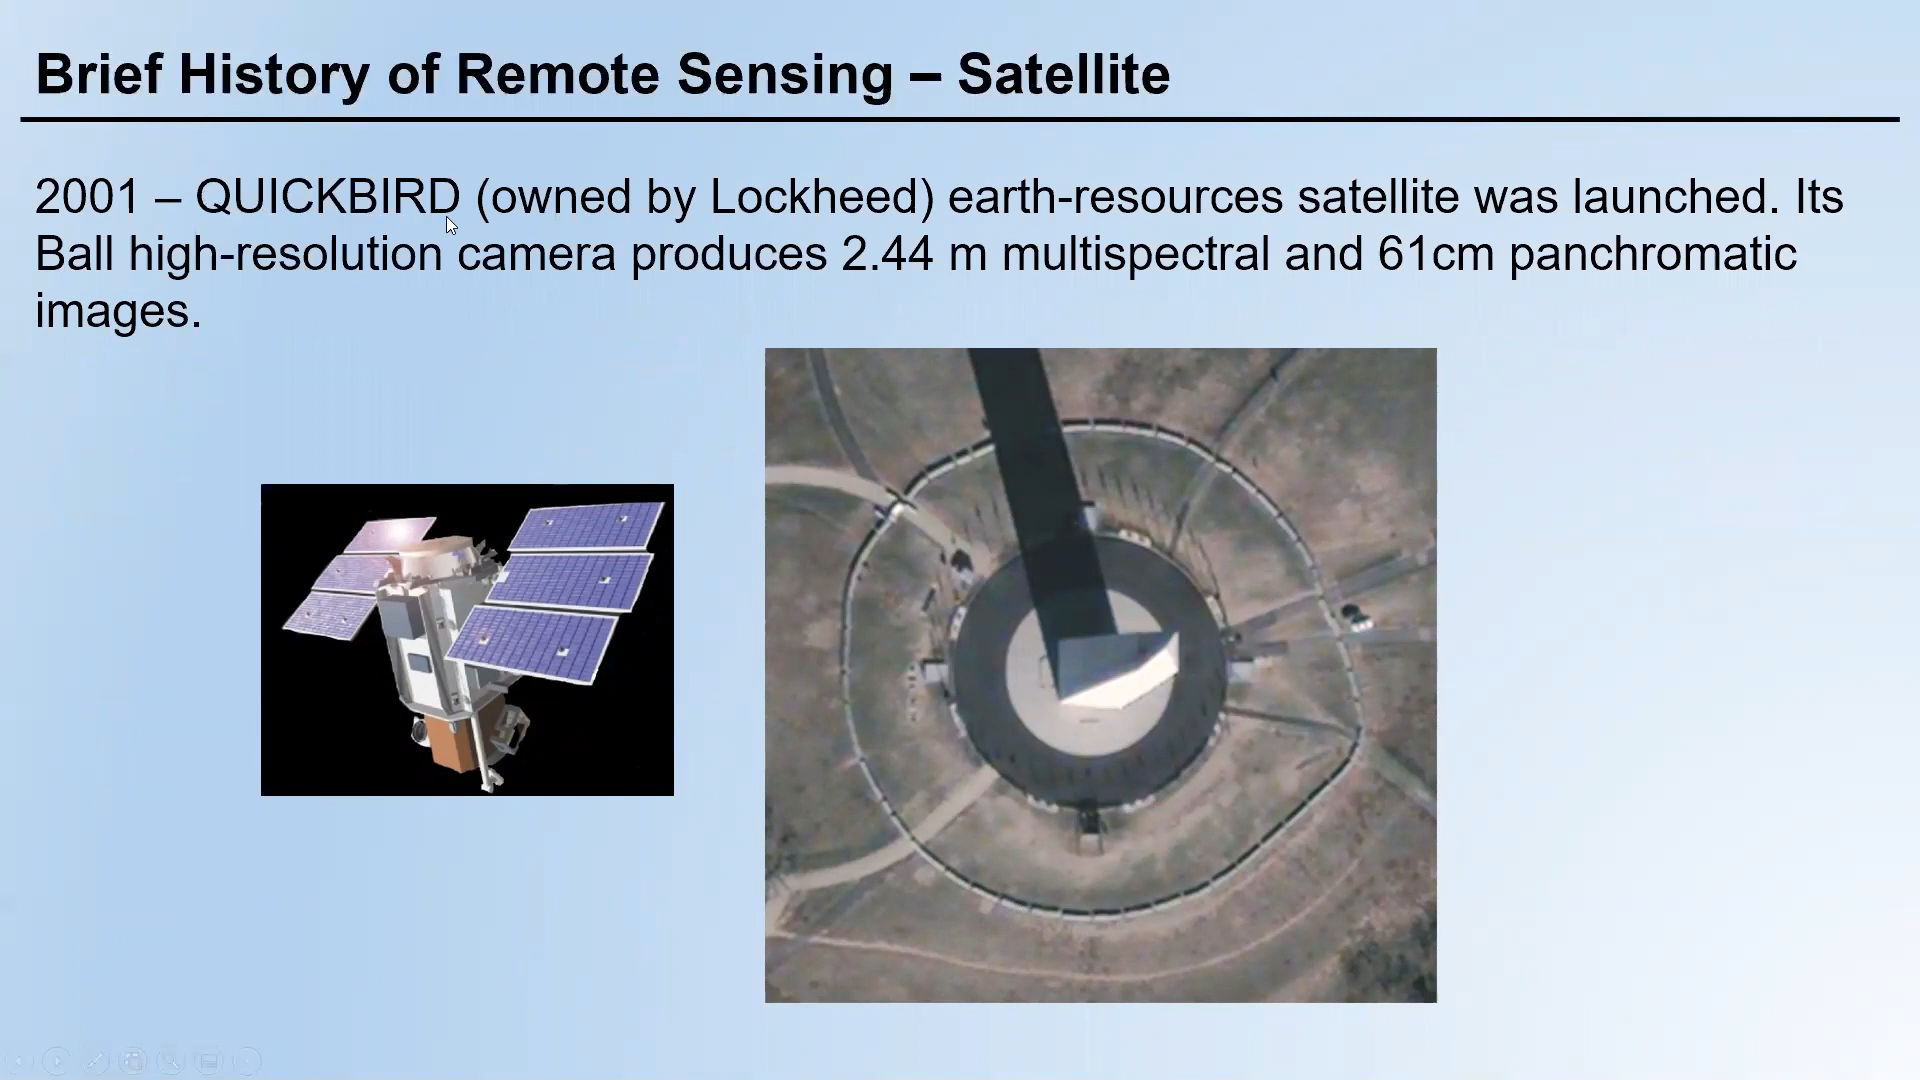 Brief History of Remote Sensing – Satellite
2001 – QUICKBIRD (owned by Lockheed) earth-resources satellite was launched. Its
Ball high-resolution camera produces 2.44 m multispectral and 61cm panchromatic
images.